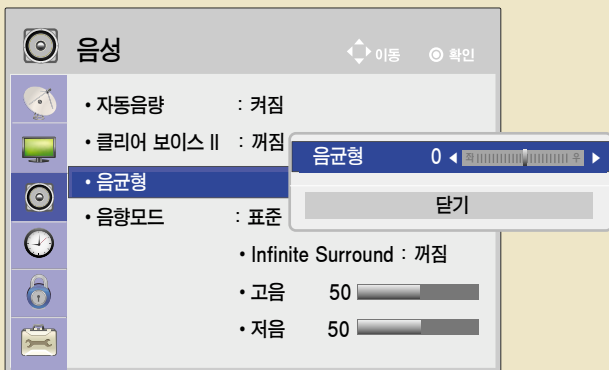 음성
이동 확인
• 자동음량 : 켜짐
• 클리어 보이스 II : 꺼짐
• 음균형
• 음향모드 : 표준
• Infinite Surround : 꺼짐
• 고음 50
• 저음 50
음균형 0 좌 우
닫기